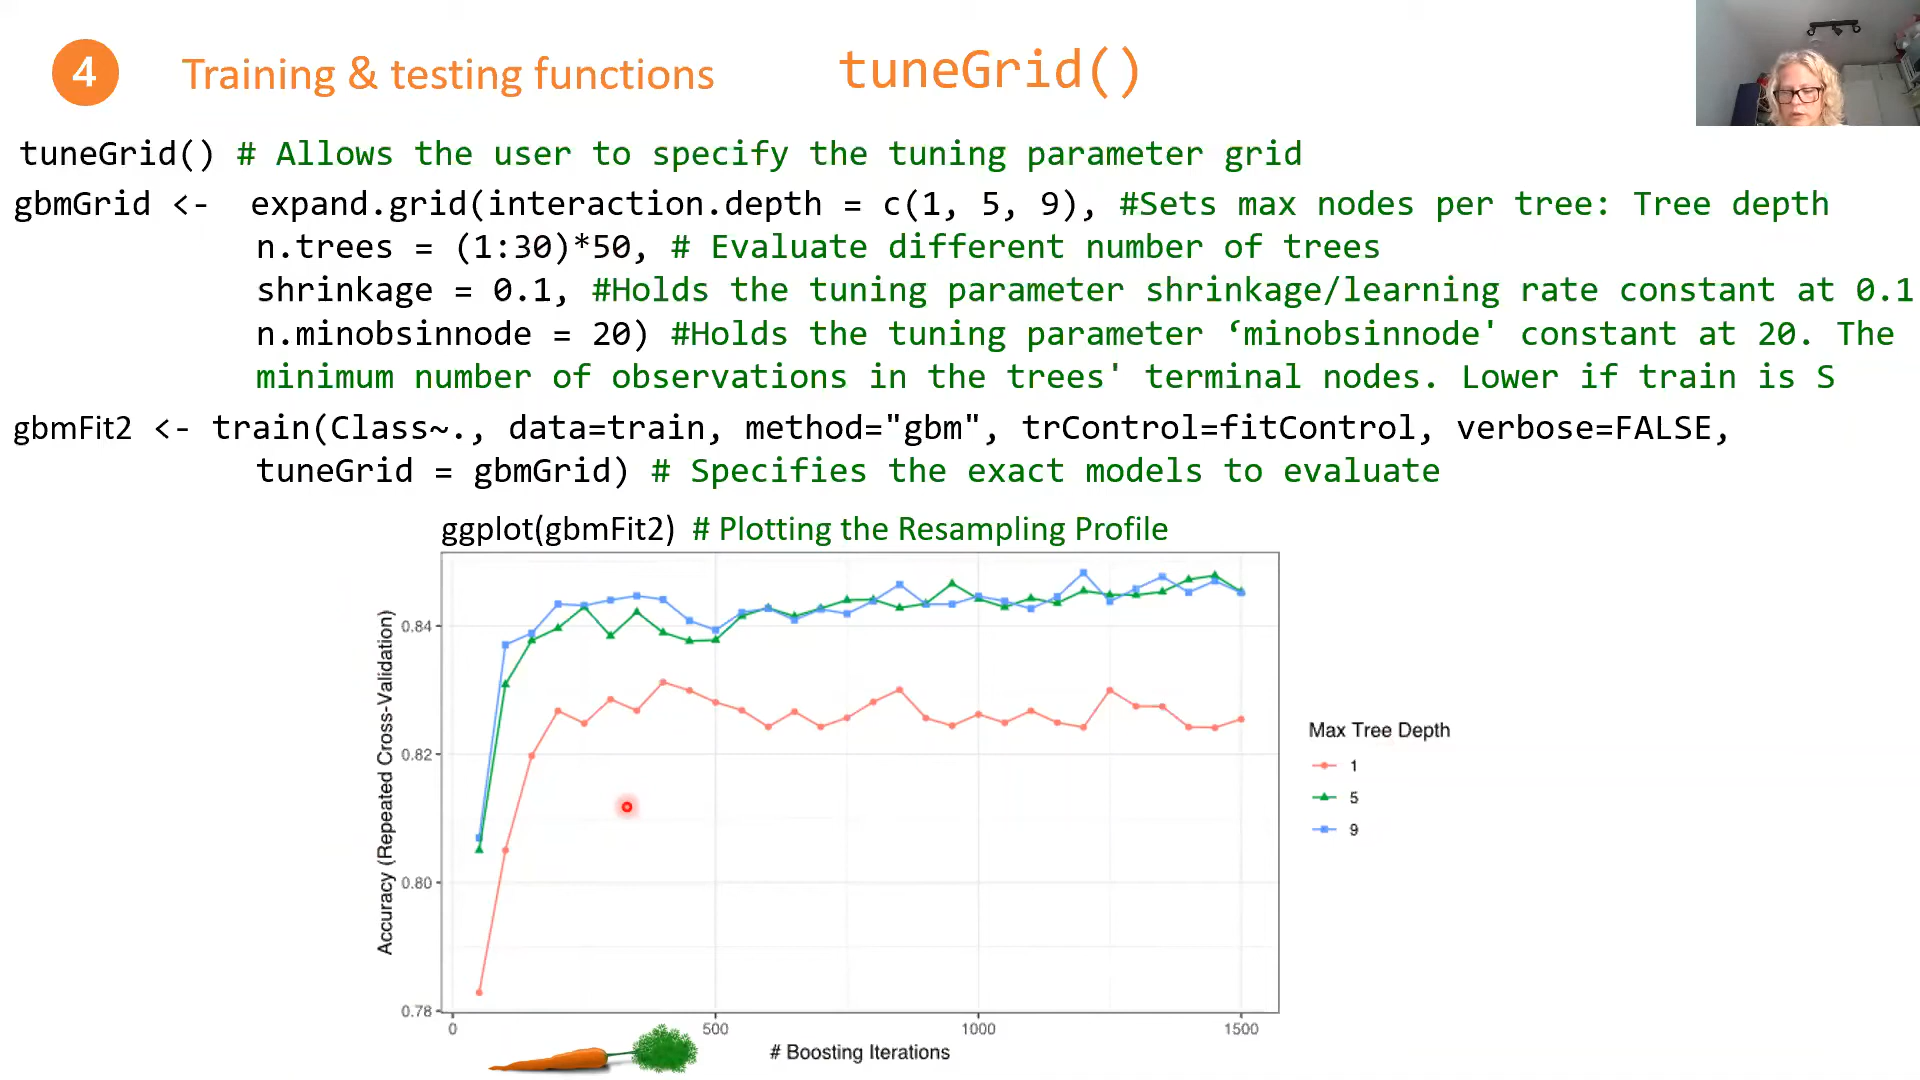 4 Training & testing functions tuneGrid()
tuneGrid() # Allows the user to specify the tuning parameter grid
gbmGrid <- expand.grid(interaction.depth = c(1, 5, 9), #Sets max nodes per tree: Tree depth
n.trees = (1:30)*50, # Evaluate different number of trees
shrinkage = 0.1, #Holds the tuning parameter shrinkage/learning rate constant at 0.1
n.minobsinnode = 20) #Holds the tuning parameter ‘minobsinnode' constant at 20. The
minimum number of observations in the trees' terminal nodes. Lower if train is S
gbmFit2 <- train(Class~., data=train, method="gbm", trControl=fitControl, verbose=FALSE,
tuneGrid = gbmGrid) # Specifies the exact models to evaluate
ggplot(gbmFit2) # Plotting the Resampling Profile
Accuracy (Repeated Cross-Validation)
0.84
0.82
0.80
0.78
0 500 1000 1500
# Boosting Iterations
Max Tree Depth
1
5
9